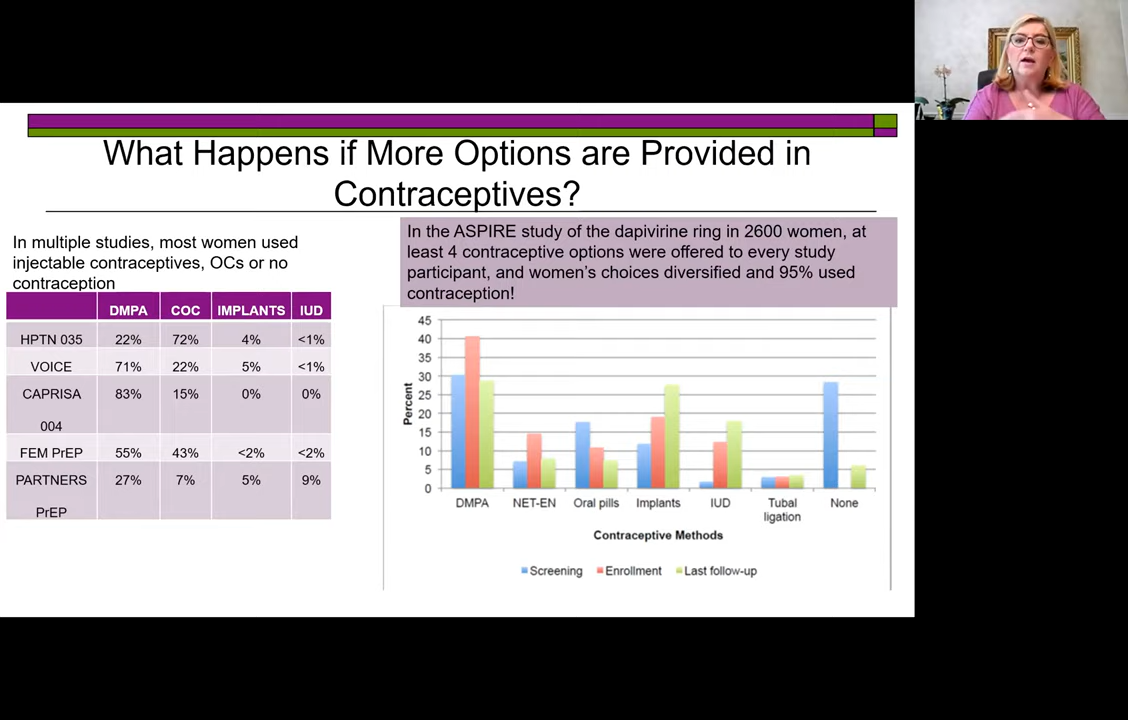 What Happens if More Options are Provided in
Contraceptives?
In multiple studies, most women used
injectable contraceptives, OCs or no
contraception
DMPA COC IMPLANTS IUD
HPTN 035 22% 72% 4% <1%
VOICE 71% 22% 5% <1%
CAPRISA 83% 15% 0% 0%
004
FEM PrEP 55% 43% <2% <2%
PARTNERS 27% 7% 5% 9%
PrEP
In the ASPIRE study of the dapivirine ring in 2600 women, at
least 4 contraceptive options were offered to every study
participant, and women's choices diversified and 95% used
contraception!
45
40
35
30
25
20
15
10
5
0
Percent
DMPA NET-EN Oral pills Implants IUD Tubal None
ligation
Contraceptive Methods
Screening Enrollment Last follow-up